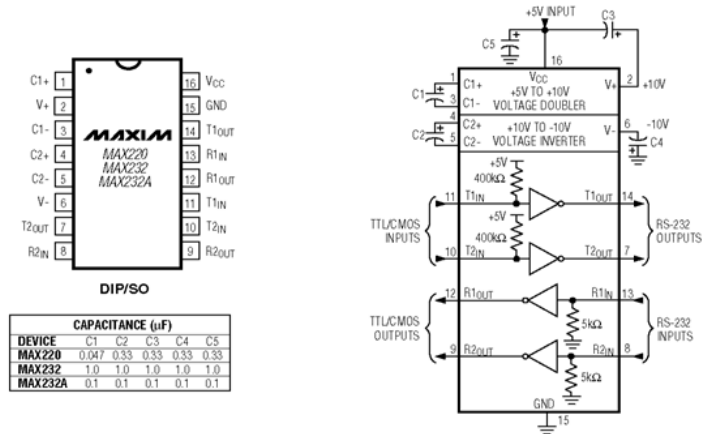 C1+ 1
V+ 2
C1- 3
C2+ 4
C2- 5
V- 6
T2OUT 7
R2IN 8
16 VCC
15 GND
14 T1OUT
13 R1IN
12 R1OUT
11 T1IN
10 T2IN
9 R2OUT
MAXIM
MAX220
MAX232
MAX232A
DIP/SO
CAPACITANCE (µF)
DEVICE C1 C2 C3 C4 C5
MAX220 0.047 0.33 0.33 0.33 0.33
MAX232 1.0 1.0 1.0 1.0 1.0
MAX232A 0.1 0.1 0.1 0.1 0.1
+5V INPUT
C3
+
C5
+
16
VCC
1
C1+
C1
+
3
C1-
+5V TO +10V
VOLTAGE DOUBLER
V+
2
+10V
4
C2+
C2
+
5
C2-
+10V TO -10V
VOLTAGE INVERTER
V-
6
-10V
C4
+
+5V
400kΩ
11
T1IN
T1OUT
14
+5V
400kΩ
10
T2IN
T2OUT
7
TTL/CMOS
INPUTS
RS-232
OUTPUTS
12
R1OUT
R1IN
13
5kΩ
9
R2OUT
R2IN
8
5kΩ
TTL/CMOS
OUTPUTS
RS-232
INPUTS
GND
15